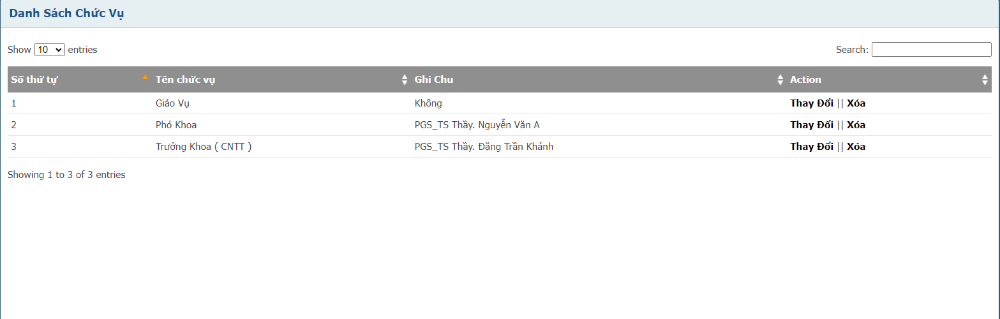 Danh Sách Chức Vụ
Show 10 entries Search:
Số thứ tự Tên chức vụ Ghi Chu Action
1 Giáo Vụ Không Thay Đổi || Xóa
2 Phó Khoa PGS_TS Thầy. Nguyễn Văn A Thay Đổi || Xóa
3 Trưởng Khoa ( CNTT ) PGS_TS Thầy. Đặng Trần Khánh Thay Đổi || Xóa
Showing 1 to 3 of 3 entries